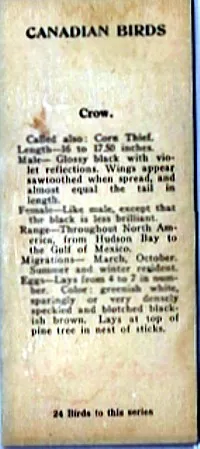 CANADIAN BIRDS
Crow.
Called also: Corn Thief.
Length—16 to 17.50 inches.
Male— Glossy black with vio-
let reflections. Wings appear
sawtoothed when spread, and
almost equal the tail in
length.
Female—Like male, except that
the black is less brilliant.
Range—Throughout North Am-
erica, from Hudson Bay to
the Gulf of Mexico.
Migrations— March, October.
Summer and winter resident.
Eggs—Lays from 4 to 7 in num-
ber. Color: greenish white,
sparingly or very densely
speckled and blotched black-
ish brown. Lays at top of
pine tree in nest of sticks.
24 Birds to this series